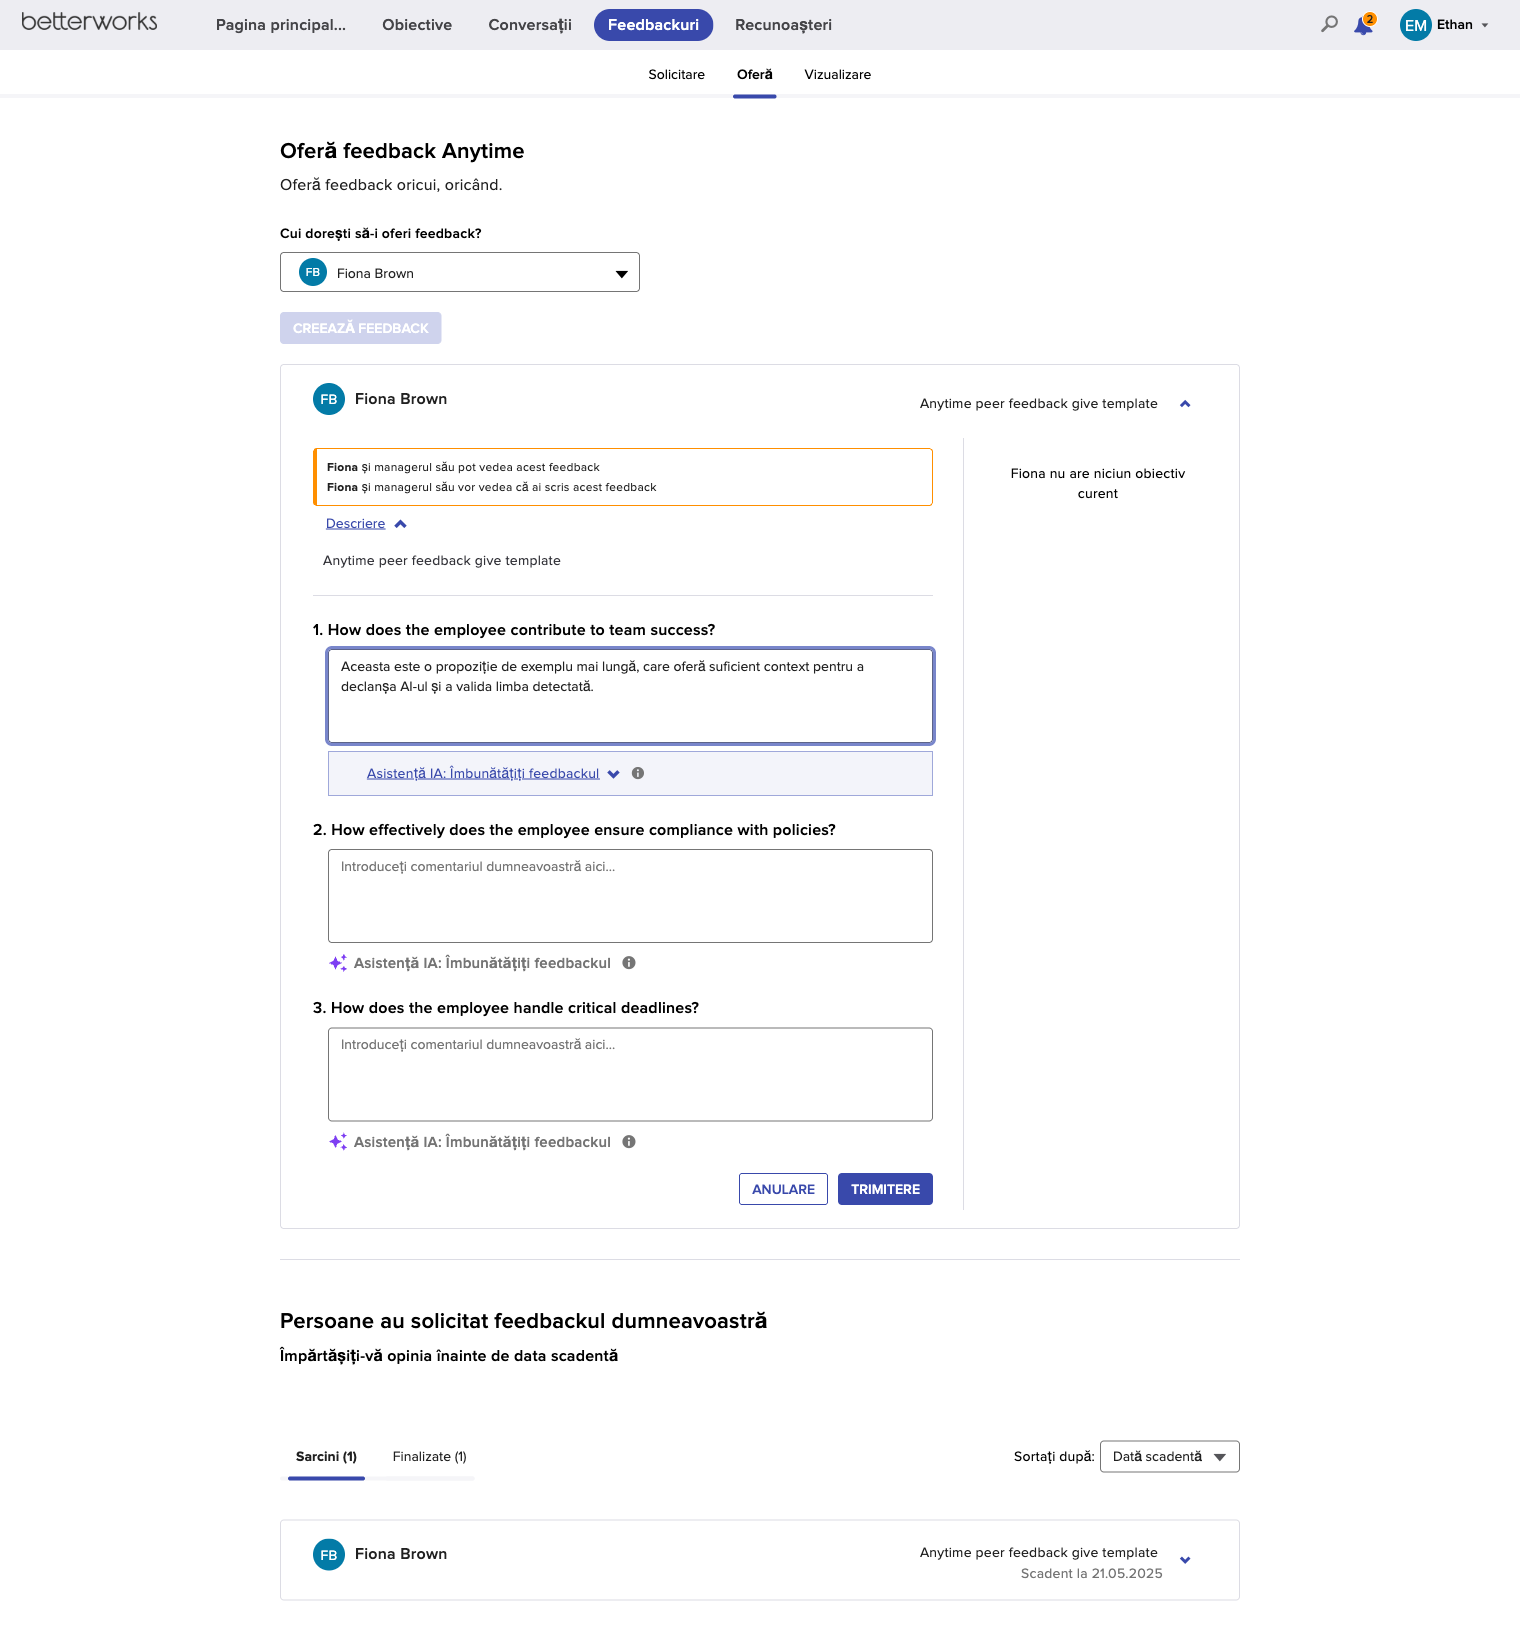 betterworks
Pagina principal...
Obiective
Conversații
Feedbackuri
Recunoașteri
2
EM
Ethan
Solicitare
Oferă
Vizualizare
Oferă feedback Anytime
Oferă feedback oricui, oricând.
Cui dorești să-i oferi feedback?
FB Fiona Brown
CREEAZĂ FEEDBACK
FB Fiona Brown
Anytime peer feedback give template
Fiona și managerul său pot vedea acest feedback
Fiona și managerul său vor vedea că ai scris acest feedback
Descriere
Anytime peer feedback give template
Fiona nu are niciun obiectiv
curent
1. How does the employee contribute to team success?
Aceasta este o propoziție de exemplu mai lungă, care oferă suficient context pentru a
declanșa AI-ul și a valida limba detectată.
Asistență IA: Îmbunătățiți feedbackul
2. How effectively does the employee ensure compliance with policies?
Introduceți comentariul dumneavoastră aici...
Asistență IA: Îmbunătățiți feedbackul
3. How does the employee handle critical deadlines?
Introduceți comentariul dumneavoastră aici...
Asistență IA: Îmbunătățiți feedbackul
ANULARE
TRIMITERE
Persoane au solicitat feedbackul dumneavoastră
Împărtășiți-vă opinia înainte de data scadentă
Sarcini (1)
Finalizate (1)
Sortați după:
Dată scadentă
FB Fiona Brown
Anytime peer feedback give template
Scadent la 21.05.2025